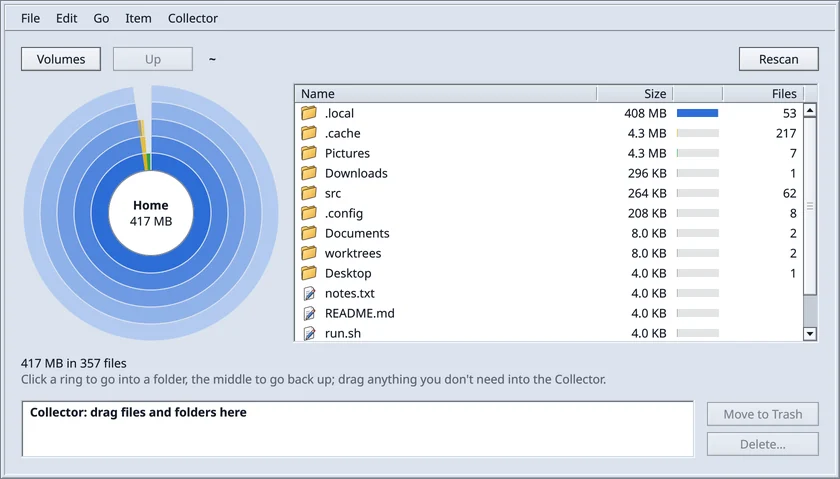 File Edit Go Item Collector
Volumes Up ~ Rescan
Name Size Files
.local 408 MB 53
.cache 4.3 MB 217
Pictures 4.3 MB 7
Downloads 296 KB 1
src 264 KB 62
.config 208 KB 8
Documents 8.0 KB 2
worktrees 8.0 KB 2
Desktop 4.0 KB 1
notes.txt 4.0 KB
README.md 4.0 KB
run.sh 4.0 KB
Home
417 MB
417 MB in 357 files
Click a ring to go into a folder, the middle to go back up; drag anything you don't need into the Collector.
Collector: drag files and folders here
Move to Trash
Delete...